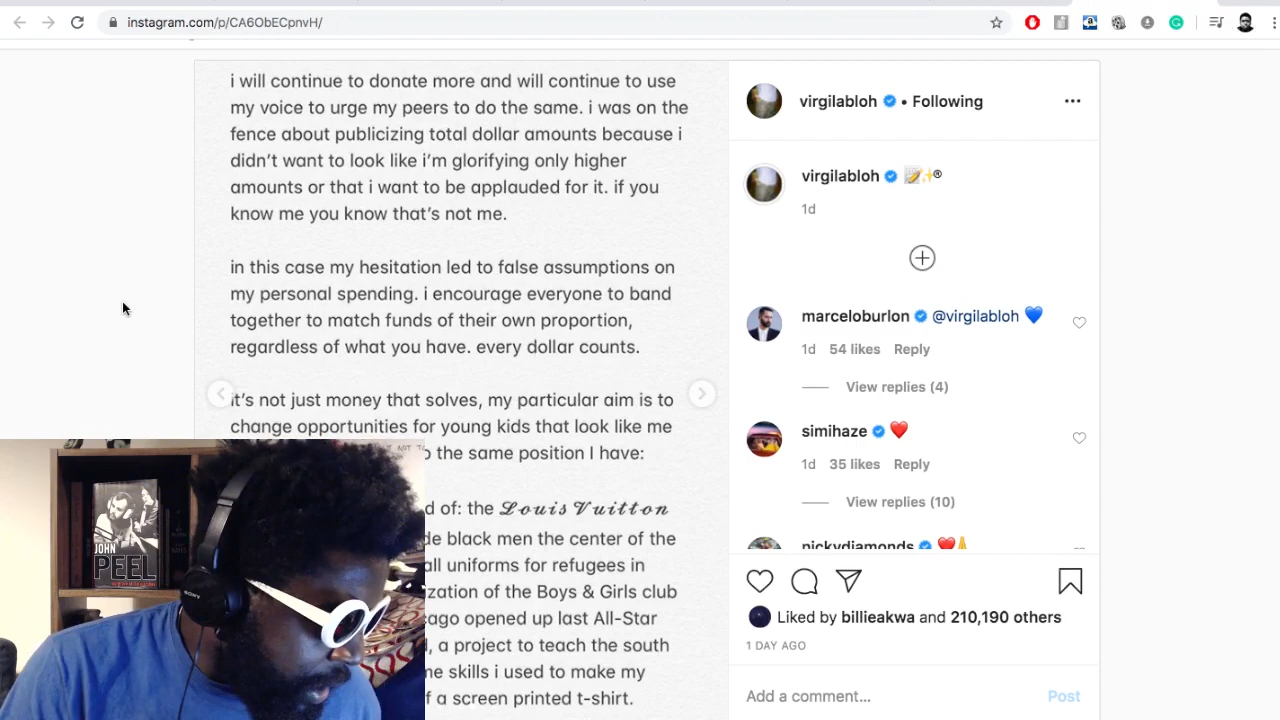 instagram.com/p/CA6ObECpnvH/
i will continue to donate more and will continue to use
my voice to urge my peers to do the same. i was on the
fence about publicizing total dollar amounts because i
didn't want to look like i'm glorifying only higher
amounts or that i want to be applauded for it. if you
know me you know that's not me.
in this case my hesitation led to false assumptions on
my personal spending. i encourage everyone to band
together to match funds of their own proportion,
regardless of what you have. every dollar counts.
it's not just money that solves, my particular aim is to
change opportunities for young kids that look like me
the same position I have:
d of: the Louis Vuitton
black men the center of the
all uniforms for refugees in
zation of the Boys & Girls club
cago opened up last All-Star
, a project to teach the south
skills i used to make my
f a screen printed t-shirt.
JOHN
PEEL
SONY
virgilabloh • Following
virgilabloh 📝✨®
1d
marceloburlon @virgilabloh 💙
1d 54 likes Reply
View replies (4)
simihaze ❤️
1d 35 likes Reply
View replies (10)
nickydiamonds ❤️🙏
Liked by billieakwa and 210,190 others
1 DAY AGO
Add a comment... Post